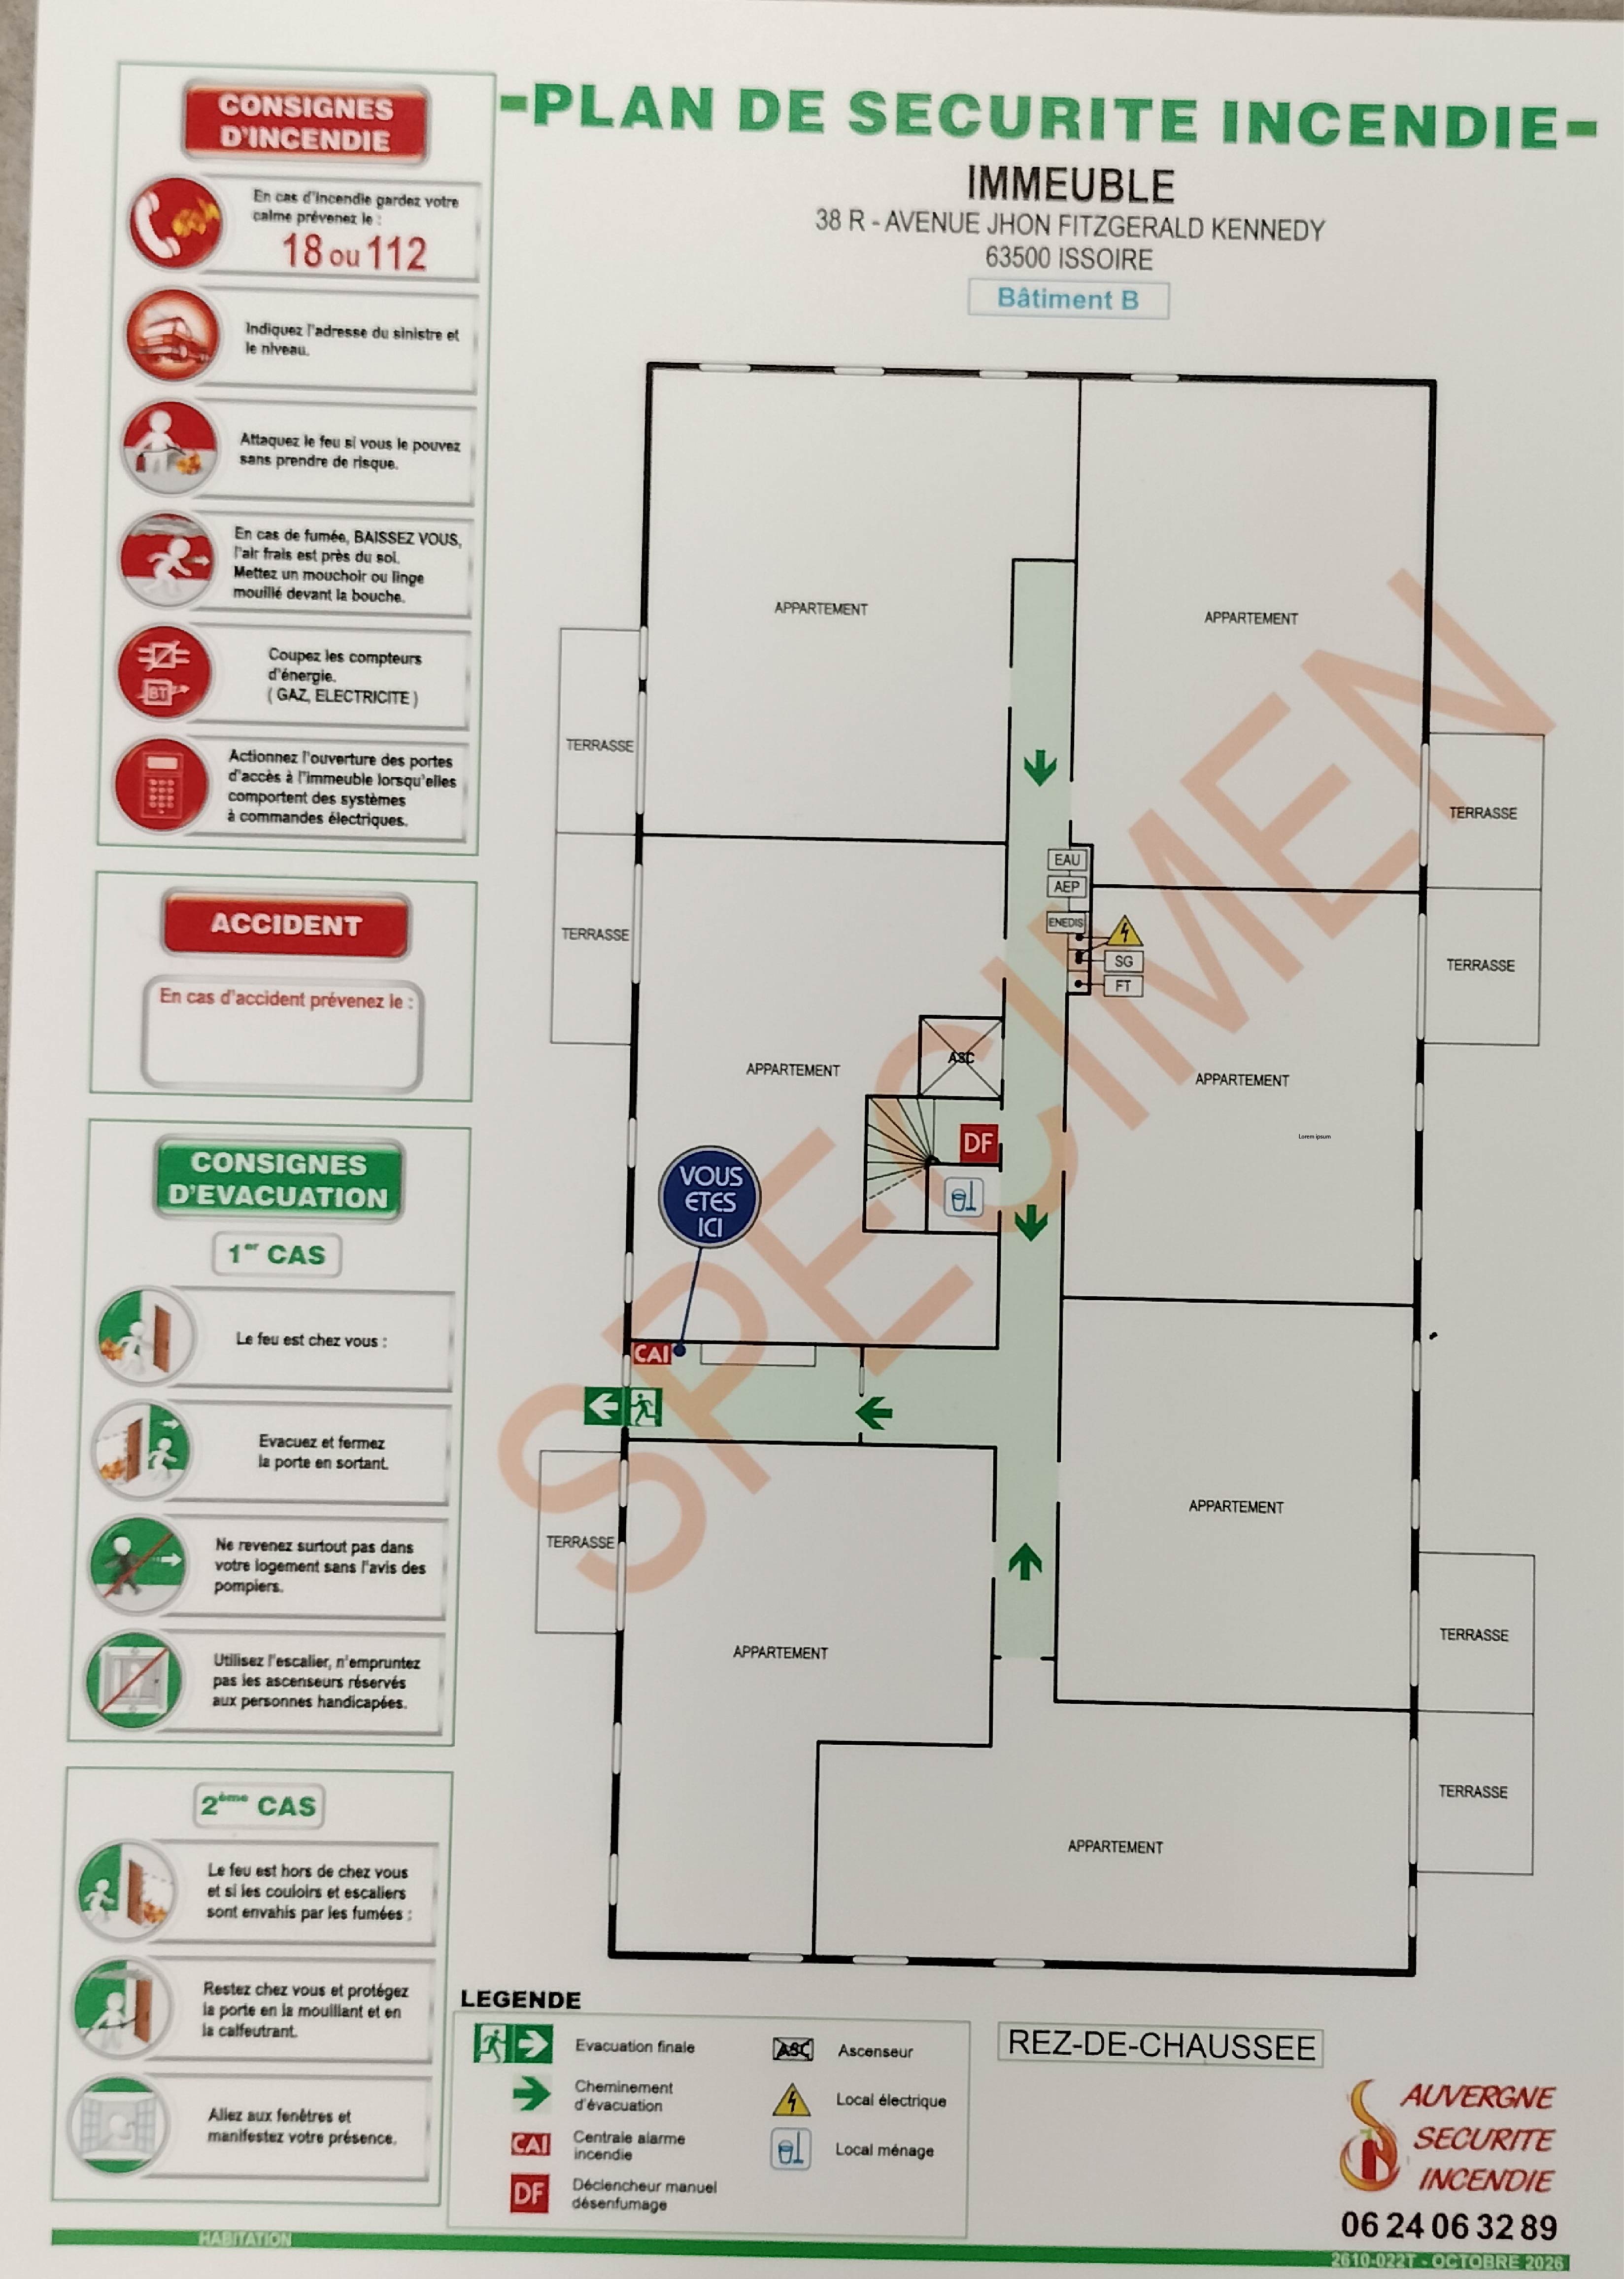 -PLAN DE SECURITE INCENDIE-
IMMEUBLE
38 R - AVENUE JHON FITZGERALD KENNEDY
63500 ISSOIRE
Bâtiment B
CONSIGNES
D'INCENDIE
En cas d'incendie gardez votre
calme prévenez le :
18 ou 112
Indiquez l'adresse du sinistre et
le niveau.
Attaquez le feu si vous le pouvez
sans prendre de risque.
En cas de fumée, BAISSEZ VOUS,
l'air frais est près du sol.
Mettez un mouchoir ou linge
mouillé devant la bouche.
BT
Coupez les compteurs
d'énergie.
( GAZ, ELECTRICITE )
Actionnez l'ouverture des portes
d'accès à l'immeuble lorsqu'elles
comportent des systèmes
à commandes électriques.
ACCIDENT
En cas d'accident prévenez le :
CONSIGNES
D'EVACUATION
1er CAS
Le feu est chez vous :
Evacuez et fermez
la porte en sortant.
Ne revenez surtout pas dans
votre logement sans l'avis des
pompiers.
Utilisez l'escalier, n'empruntez
pas les ascenseurs réservés
aux personnes handicapées.
2ème CAS
Le feu est hors de chez vous
et si les couloirs et escaliers
sont envahis par les fumées :
Restez chez vous et protégez
la porte en la mouillant et en
la calfeutrant.
Allez aux fenêtres et
manifestez votre présence.
APPARTEMENT
APPARTEMENT
TERRASSE
TERRASSE
EAU
AEP
ENEDIS
SG
FT
TERRASSE
TERRASSE
ASC
APPARTEMENT
APPARTEMENT
Lorem ipsum
DF
VOUS
ETES
ICI
CAI
SPECIMEN
TERRASSE
APPARTEMENT
APPARTEMENT
TERRASSE
TERRASSE
APPARTEMENT
LEGENDE
Evacuation finale
Cheminement
d'évacuation
CAI
Centrale alarme
incendie
DF
Déclencheur manuel
désenfumage
ASC
Ascenseur
Local électrique
Local ménage
REZ-DE-CHAUSSEE
AUVERGNE
SECURITE
INCENDIE
06 24 06 32 89
HABITATION
2610-022T - OCTOBRE 2026